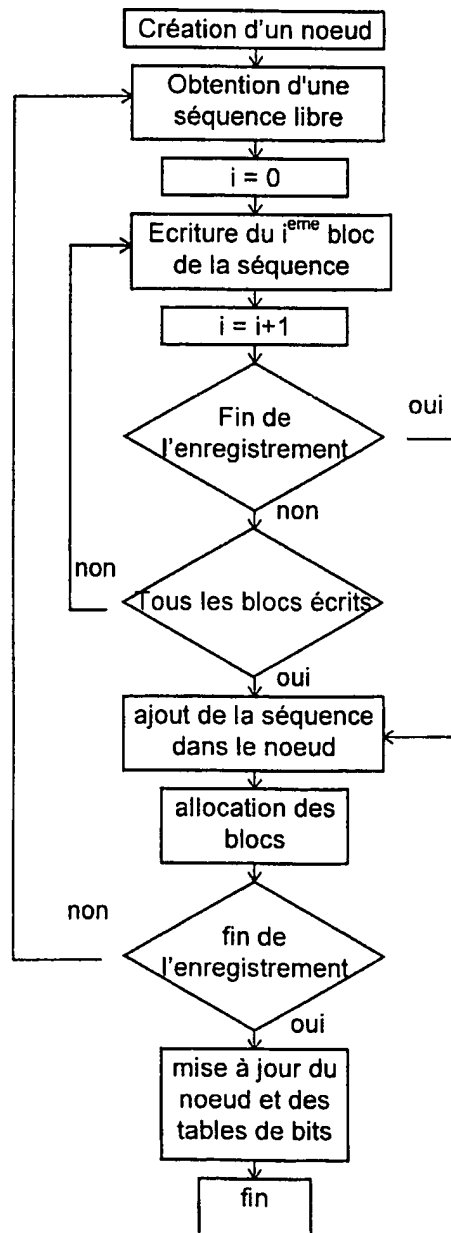 Création d'un noeud
Obtention d'une
séquence libre
i = 0
Ecriture du i^eme bloc
de la séquence
i = i+1
Fin de
l'enregistrement
oui
non
Tous les blocs écrits
non
oui
ajout de la séquence
dans le noeud
allocation des
blocs
fin de
l'enregistrement
non
oui
mise à jour du
noeud et des
tables de bits
fin